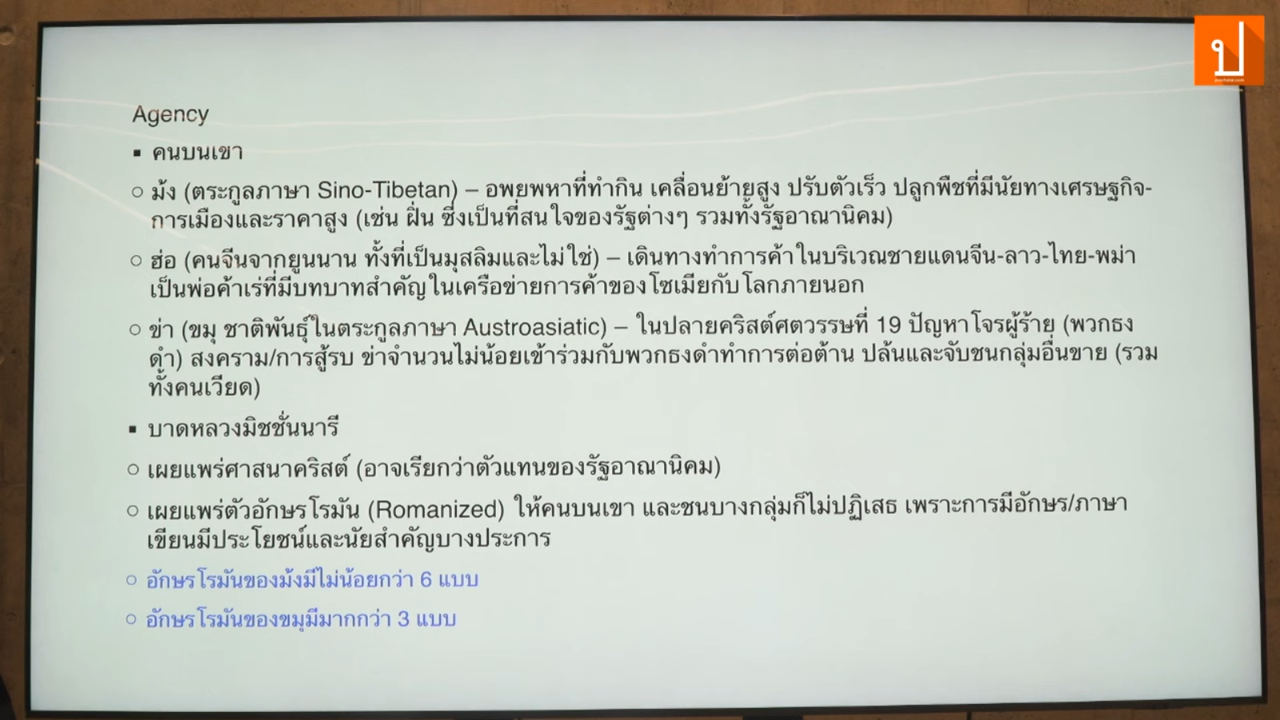 ป
Agency
▪ คนบนเขา
○ ม้ง (ตระกูลภาษา Sino-Tibetan) – อพยพหาที่ทำกิน เคลื่อนย้ายสูง ปรับตัวเร็ว ปลูกพืชที่มีนัยทางเศรษฐกิจ-
การเมืองและราคาสูง (เช่น ฝิ่น ซึ่งเป็นที่สนใจของรัฐต่างๆ รวมทั้งรัฐอาณานิคม)
○ ฮ่อ (คนจีนจากยูนนาน ทั้งที่เป็นมุสลิมและไม่ใช่) – เดินทางทำการค้าในบริเวณชายแดนจีน-ลาว-ไทย-พม่า
เป็นพ่อค้าเร่ที่มีบทบาทสำคัญในเครือข่ายการค้าของโซเมียกับโลกภายนอก
○ ข่า (ขมุ ชาติพันธุ์ในตระกูลภาษา Austroasiatic) – ในปลายคริสต์ศตวรรษที่ 19 ปัญหาโจรผู้ร้าย (พวกธง
ดำ) สงคราม/การสู้รบ ข่าจำนวนไม่น้อยเข้าร่วมกับพวกธงดำทำการต่อต้าน ปล้นและจับชนกลุ่มอื่นขาย (รวม
ทั้งคนเวียด)
▪ บาดหลวงมิชชั่นนารี
○ เผยแพร่ศาสนาคริสต์ (อาจเรียกว่าตัวแทนของรัฐอาณานิคม)
○ เผยแพร่ตัวอักษรโรมัน (Romanized) ให้คนบนเขา และชนบางกลุ่มก็ไม่ปฏิเสธ เพราะการมีอักษร/ภาษา
เขียนมีประโยชน์และนัยสำคัญบางประการ
○ อักษรโรมันของม้งมีไม่น้อยกว่า 6 แบบ
○ อักษรโรมันของขมุมีมากกว่า 3 แบบ